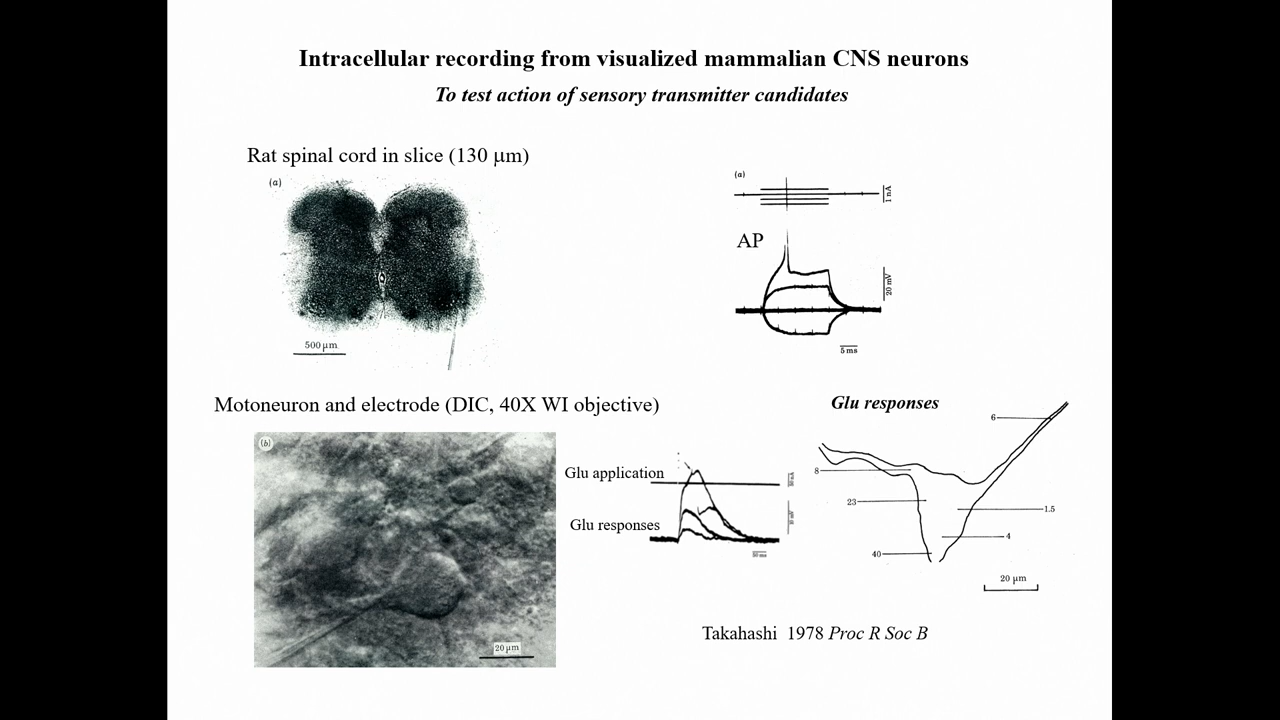 Intracellular recording from visualized mammalian CNS neurons
To test action of sensory transmitter candidates
Rat spinal cord in slice (130 µm)
(a)
500 µm
(a)
1 nA
AP
20 mV
5 ms
Motoneuron and electrode (DIC, 40X WI objective)
(b)
20 µm
Glu application
Glu responses
Glu responses
6
8
23
1.5
4
40
20 µm
Takahashi 1978 Proc R Soc B